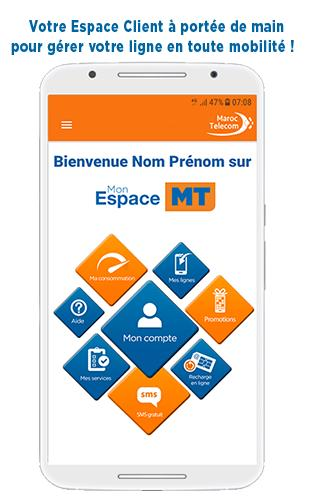 Votre Espace Client à portée de main
pour gérer votre ligne en toute mobilité !
4G 47% 07:08
Maroc
Telecom
Bienvenue Nom Prénom sur
Mon
Espace MT
Ma consommation
Mes lignes
Aide
Promotions
Mon compte
Mes services
Recharge
en ligne
sms
SMS gratuit